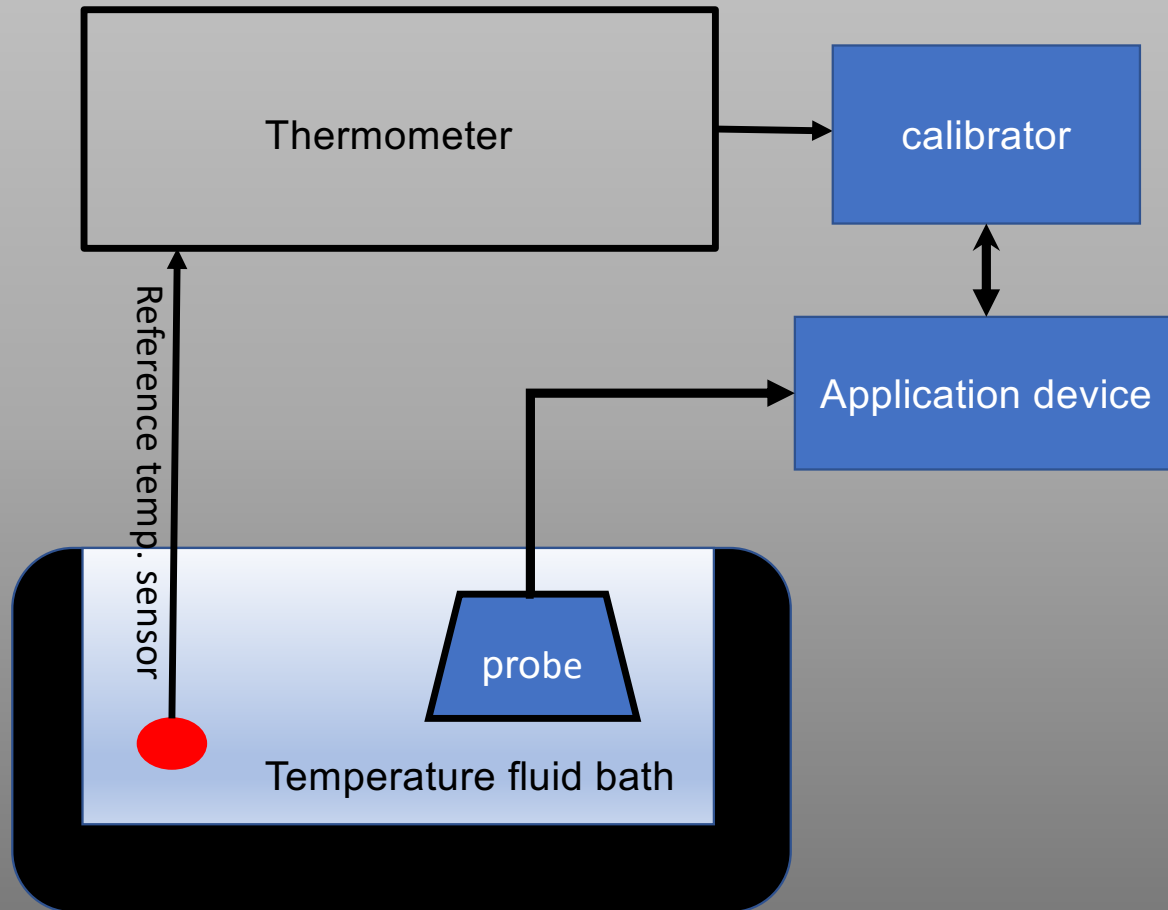 Thermometer
calibrator
Reference temp. sensor
Application device
probe
Temperature fluid bath